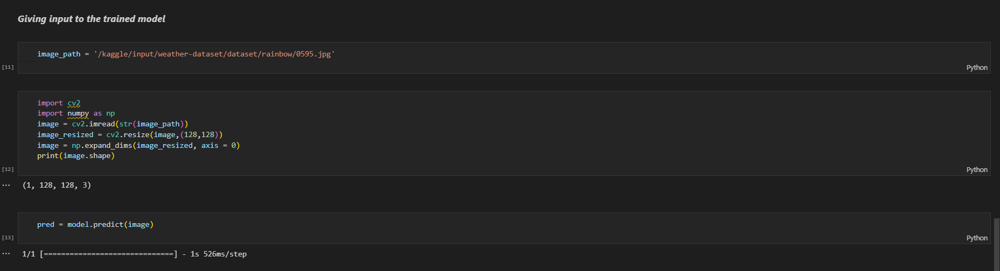 Giving input to the trained model
image_path = '/kaggle/input/weather-dataset/dataset/rainbow/0595.jpg'
[11]
Python
import cv2
import numpy as np
image = cv2.imread(str(image_path))
image_resized = cv2.resize(image,(128,128))
image = np.expand_dims(image_resized, axis = 0)
print(image.shape)
[12]
Python
... (1, 128, 128, 3)
pred = model.predict(image)
[13]
Python
... 1/1 [==============================] - 1s 526ms/step